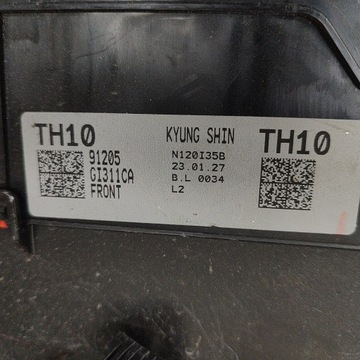 TH10 KYUNG SHIN TH10
91205 N120I35B
GI311CA 23.01.27
FRONT B.L 0034
L2